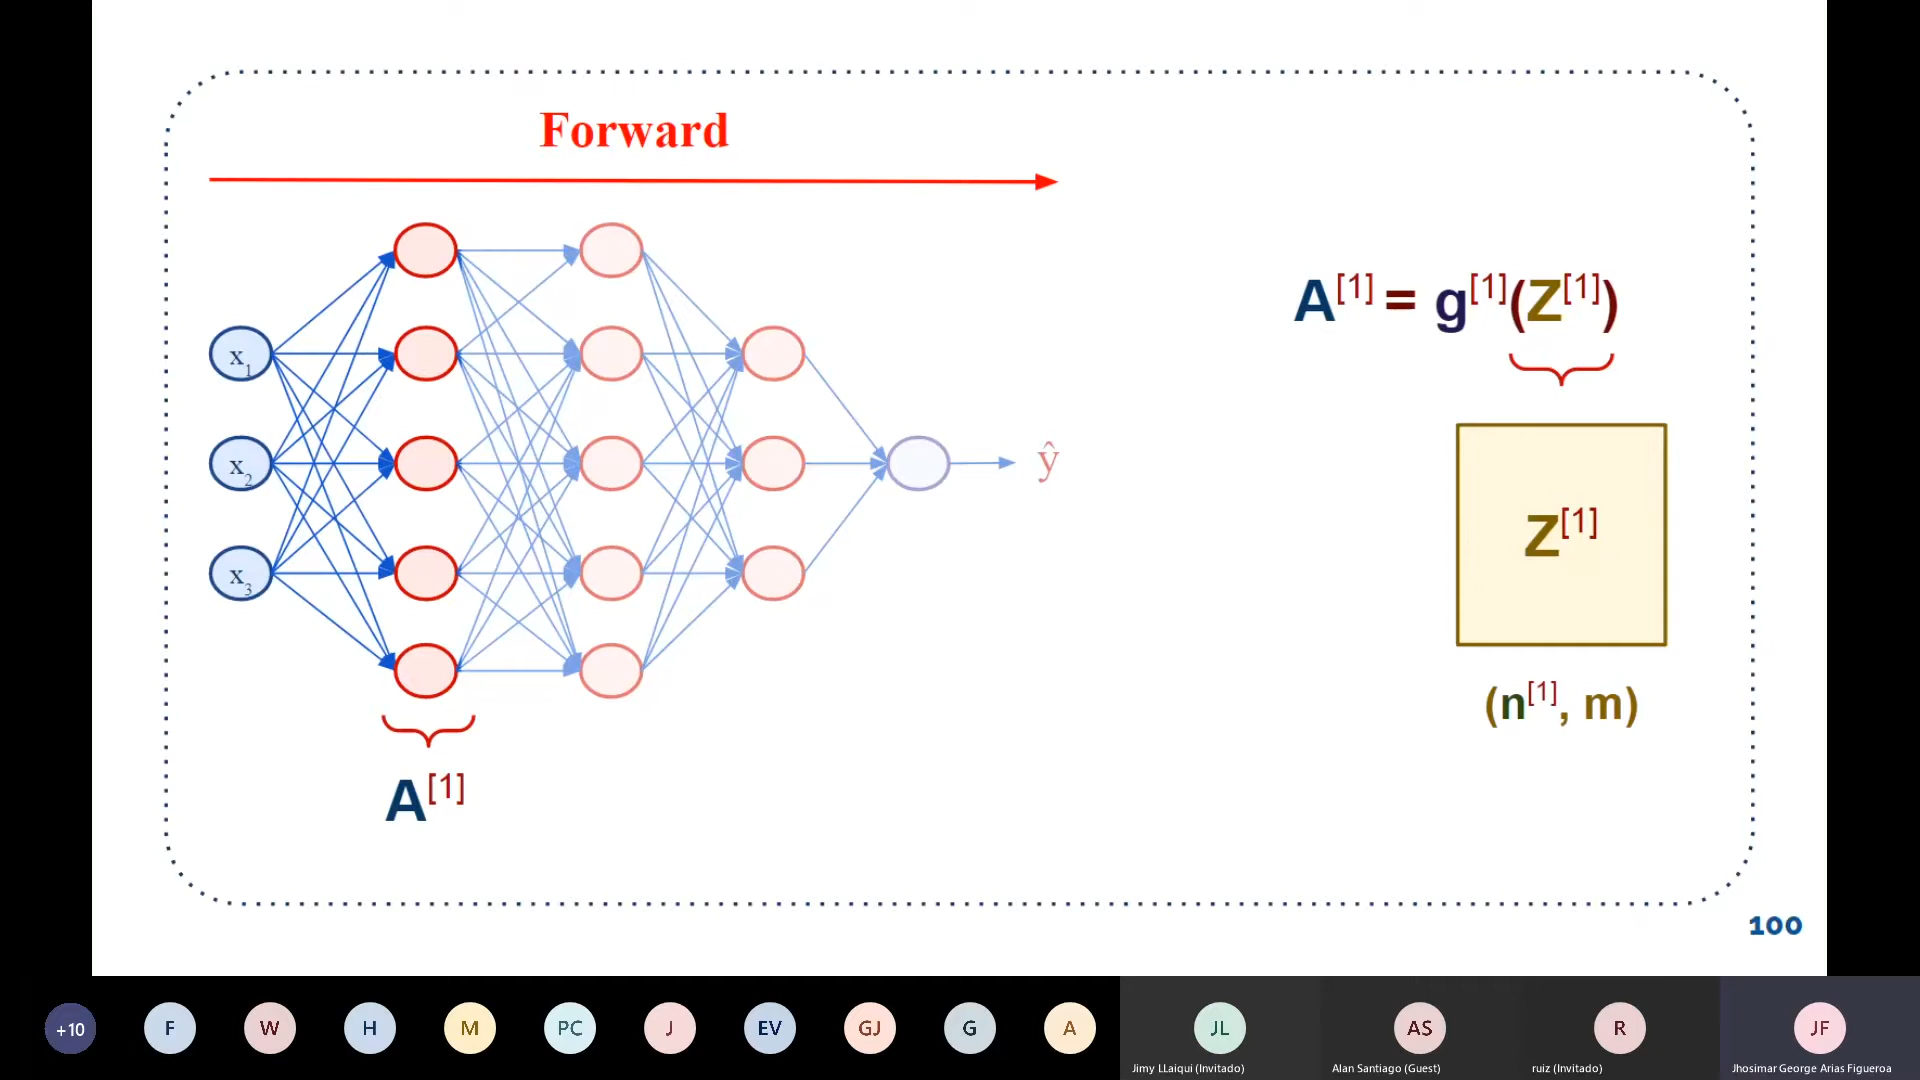 Forward
A[1] = g[1](Z[1])
x1
x2
x3
ŷ
Z[1]
(n[1], m)
A[1]
100
+10
F
W
H
M
PC
J
EV
GJ
G
A
JL
AS
R
JF
Jimy LLaiqui (Invitado)
Alan Santiago (Guest)
ruiz (Invitado)
Jhosimar George Arias Figueroa